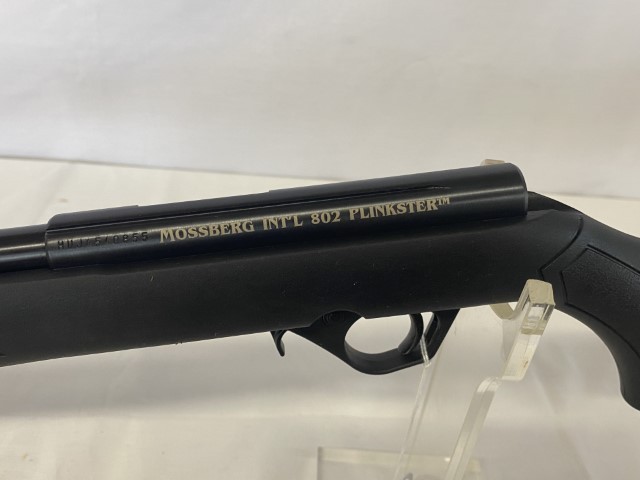 MOSSBERG INT'L 802 PLINKSTER™